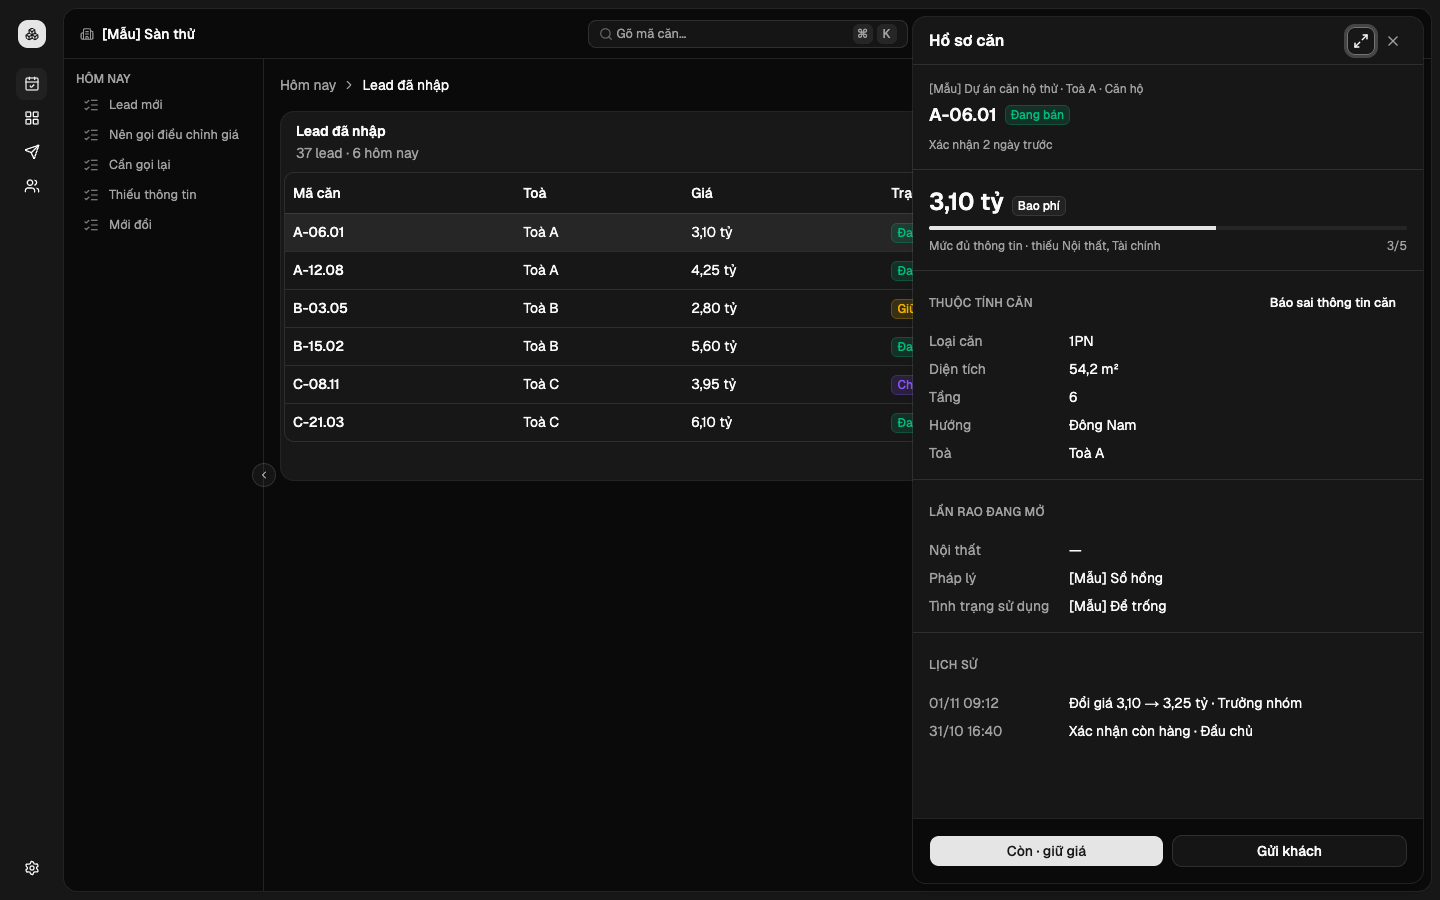 [Mẫu] Sàn thử
Gõ mã căn…
⌘ K
HÔM NAY
Lead mới
Nên gọi điều chỉnh giá
Cần gọi lại
Thiếu thông tin
Mới đổi
Hôm nay > Lead đã nhập
Lead đã nhập
37 lead · 6 hôm nay
Mã căn Toà Giá
A-06.01 Toà A 3,10 tỷ
A-12.08 Toà A 4,25 tỷ
B-03.05 Toà B 2,80 tỷ
B-15.02 Toà B 5,60 tỷ
C-08.11 Toà C 3,95 tỷ
C-21.03 Toà C 6,10 tỷ
Hồ sơ căn
[Mẫu] Dự án căn hộ thử · Toà A · Căn hộ
A-06.01 Đang bán
Xác nhận 2 ngày trước
3,10 tỷ Bao phí
Mức đủ thông tin · thiếu Nội thất, Tài chính 3/5
THUỘC TÍNH CĂN Báo sai thông tin căn
Loại căn 1PN
Diện tích 54,2 m²
Tầng 6
Hướng Đông Nam
Toà Toà A
LẦN RAO ĐANG MỞ
Nội thất —
Pháp lý [Mẫu] Sổ hồng
Tình trạng sử dụng [Mẫu] Để trống
LỊCH SỬ
01/11 09:12 Đổi giá 3,10 → 3,25 tỷ · Trưởng nhóm
31/10 16:40 Xác nhận còn hàng · Đầu chủ
Còn · giữ giá
Gửi khách